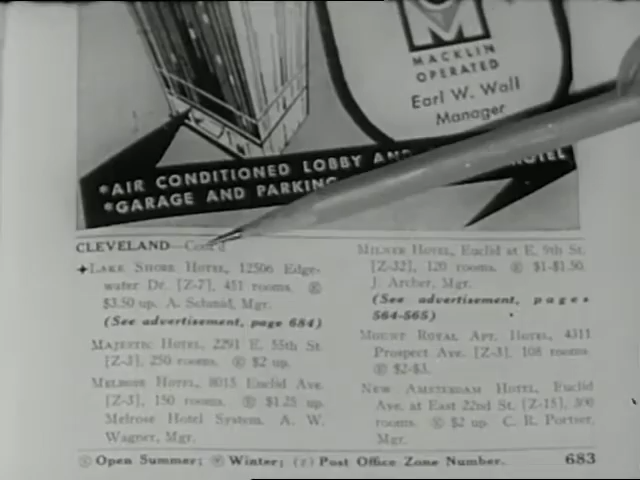 OM
MACKLIN
OPERATED
Earl W. Wall
Manager
*AIR CONDITIONED LOBBY AND HOTEL
*GARAGE AND PARKING
CLEVELAND—Cont'd
LAKE SHORE HOTEL, 12506 Edge-
water Dr. [Z-7], 451 rooms. Ⓔ
$3.50 up. A. Schmid, Mgr.
(See advertisement, page 684)
MAJESTIC HOTEL, 2291 E. 55th St.
[Z-3], 250 rooms. Ⓔ $2 up.
MELROSE HOTEL, 8015 Euclid Ave.
[Z-3], 150 rooms. Ⓔ $1.25 up.
Melrose Hotel System. A. W.
Wagner, Mgr.
MILNER HOTEL, Euclid at E. 9th St.
[Z-32], 120 rooms. Ⓔ $1-$1.50.
J. Archer, Mgr.
(See advertisement, pages
564-565)
MOUNT ROYAL APT. HOTEL, 4311
Prospect Ave. [Z-3], 108 rooms.
Ⓔ $2-$3.
NEW AMSTERDAM HOTEL, Euclid
Ave. at East 22nd St. [Z-15], 300
rooms. Ⓔ $2 up. C. R. Portser,
Mgr.
Open Summer; Winter; (Z) Post Office Zone Number. 683